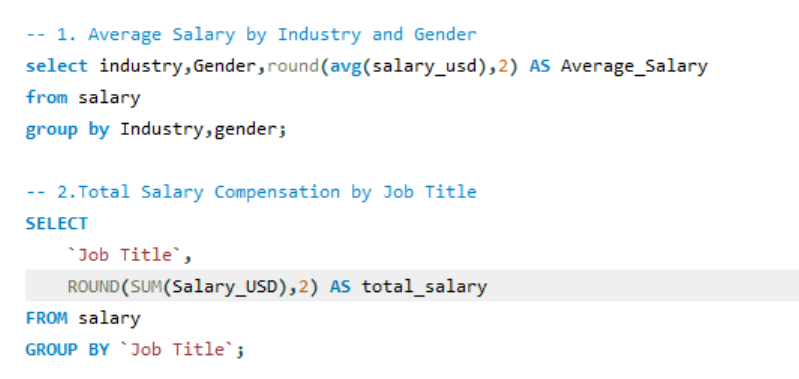 -- 1. Average Salary by Industry and Gender
select industry,Gender,round(avg(salary_usd),2) AS Average_Salary
from salary
group by Industry,gender;
-- 2.Total Salary Compensation by Job Title
SELECT
`Job Title`,
ROUND(SUM(Salary_USD),2) AS total_salary
FROM salary
GROUP BY `Job Title`;